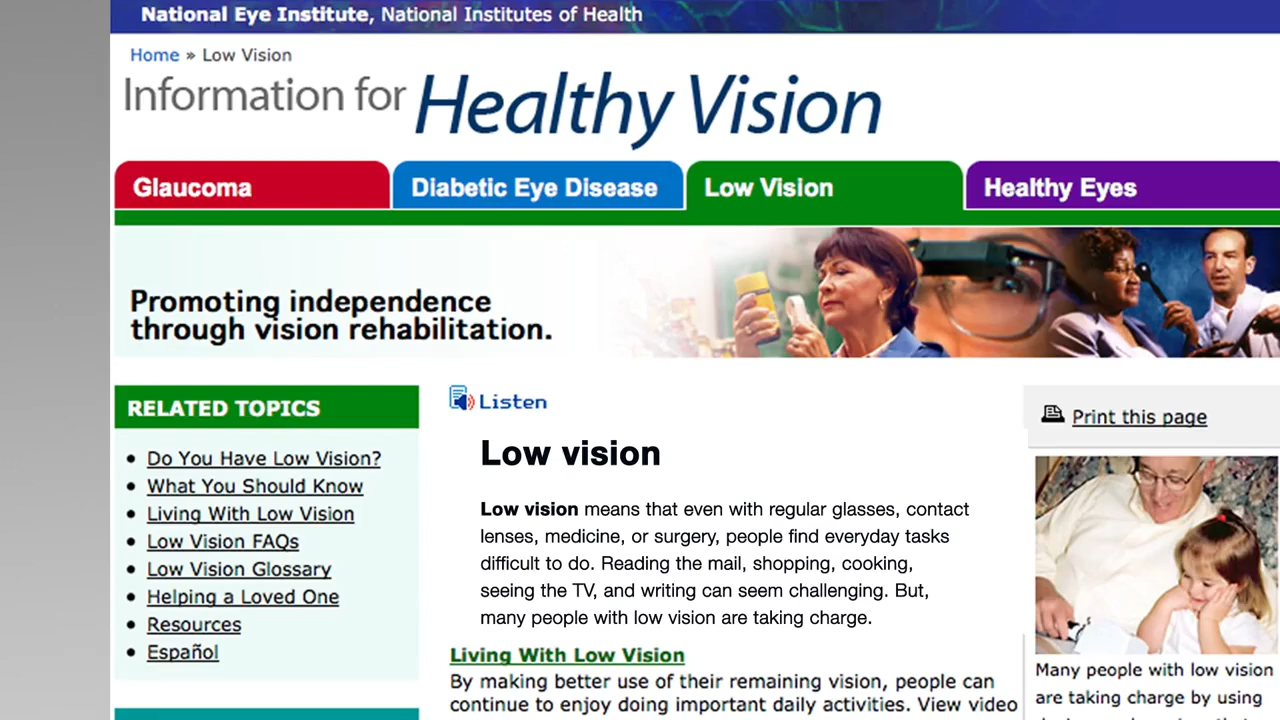 National Eye Institute, National Institutes of Health
Home » Low Vision
Information for Healthy Vision
Glaucoma
Diabetic Eye Disease
Low Vision
Healthy Eyes
Promoting independence
through vision rehabilitation.
RELATED TOPICS
• Do You Have Low Vision?
• What You Should Know
• Living With Low Vision
• Low Vision FAQs
• Low Vision Glossary
• Helping a Loved One
• Resources
• Español
Listen
Low vision
Low vision means that even with regular glasses, contact
lenses, medicine, or surgery, people find everyday tasks
difficult to do. Reading the mail, shopping, cooking,
seeing the TV, and writing can seem challenging. But,
many people with low vision are taking charge.
Living With Low Vision
By making better use of their remaining vision, people can
continue to enjoy doing important daily activities. View video
Print this page
Many people with low vision
are taking charge by using